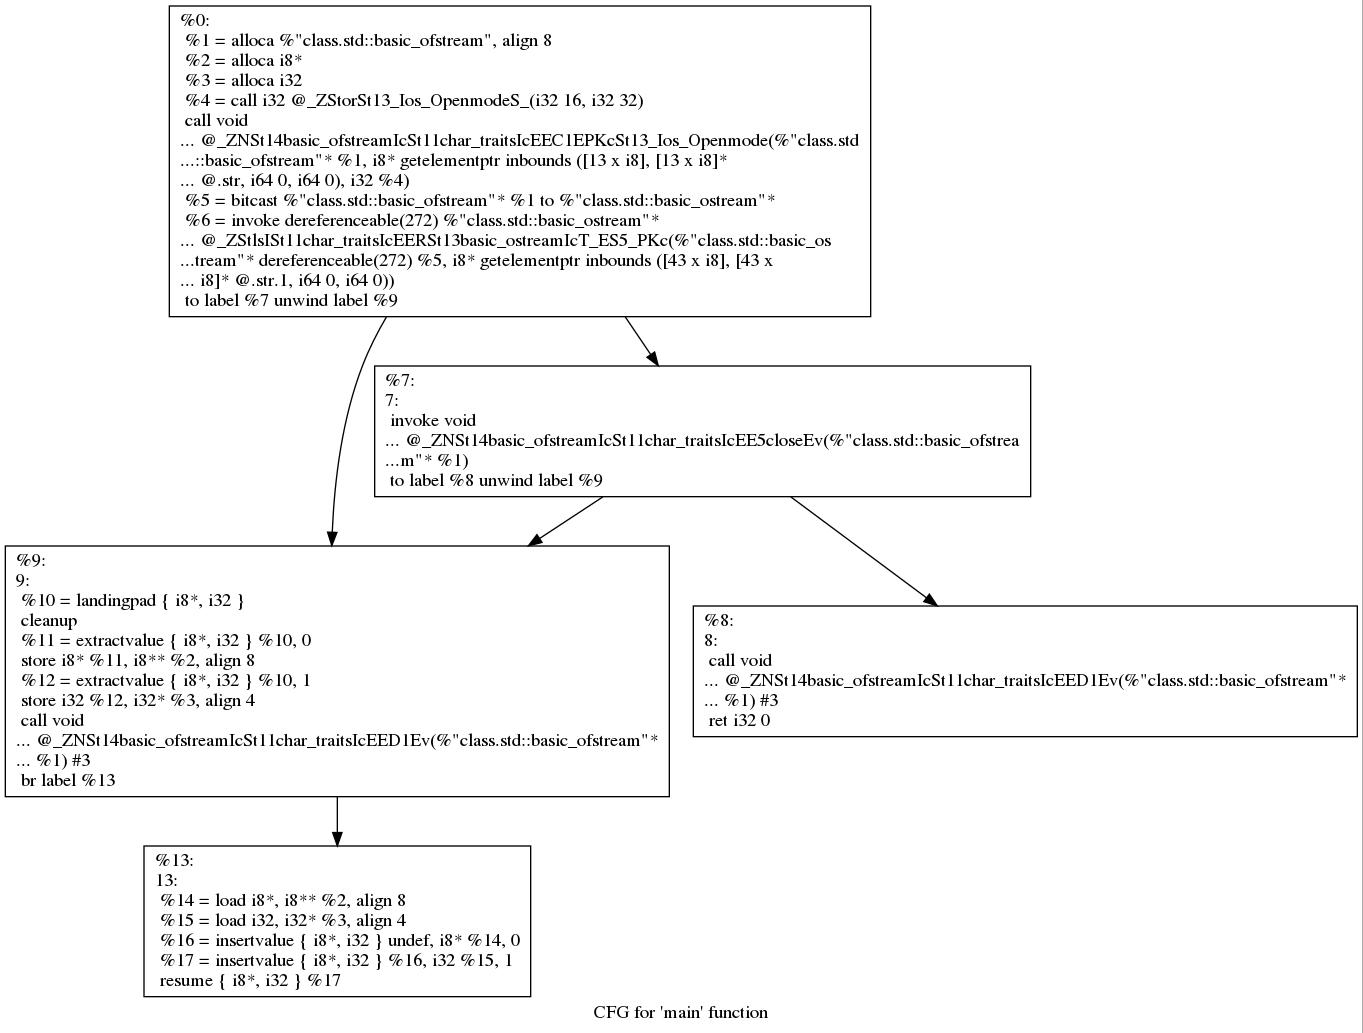 %0:
%1 = alloca %"class.std::basic_ofstream", align 8
%2 = alloca i8*
%3 = alloca i32
%4 = call i32 @_ZStorSt13_Ios_OpenmodeS_(i32 16, i32 32)
call void
... @_ZNSt14basic_ofstreamIcSt11char_traitsIcEEC1EPKcSt13_Ios_Openmode(%"class.std
...::basic_ofstream"* %1, i8* getelementptr inbounds ([13 x i8], [13 x i8]*
... @.str, i64 0, i64 0), i32 %4)
%5 = bitcast %"class.std::basic_ofstream"* %1 to %"class.std::basic_ostream"*
%6 = invoke dereferenceable(272) %"class.std::basic_ostream"*
... @_ZStlsISt11char_traitsIcEERSt13basic_ostreamIcT_ES5_PKc(%"class.std::basic_os
...tream"* dereferenceable(272) %5, i8* getelementptr inbounds ([43 x i8], [43 x
... i8]* @.str.1, i64 0, i64 0))
to label %7 unwind label %9
%7:
7:
invoke void
... @_ZNSt14basic_ofstreamIcSt11char_traitsIcEE5closeEv(%"class.std::basic_ofstrea
...m"* %1)
to label %8 unwind label %9
%9:
9:
%10 = landingpad { i8*, i32 }
cleanup
%11 = extractvalue { i8*, i32 } %10, 0
store i8* %11, i8** %2, align 8
%12 = extractvalue { i8*, i32 } %10, 1
store i32 %12, i32* %3, align 4
call void
... @_ZNSt14basic_ofstreamIcSt11char_traitsIcEED1Ev(%"class.std::basic_ofstream"*
... %1) #3
br label %13
%8:
8:
call void
... @_ZNSt14basic_ofstreamIcSt11char_traitsIcEED1Ev(%"class.std::basic_ofstream"*
... %1) #3
ret i32 0
%13:
13:
%14 = load i8*, i8** %2, align 8
%15 = load i32, i32* %3, align 4
%16 = insertvalue { i8*, i32 } undef, i8* %14, 0
%17 = insertvalue { i8*, i32 } %16, i32 %15, 1
resume { i8*, i32 } %17
CFG for 'main' function